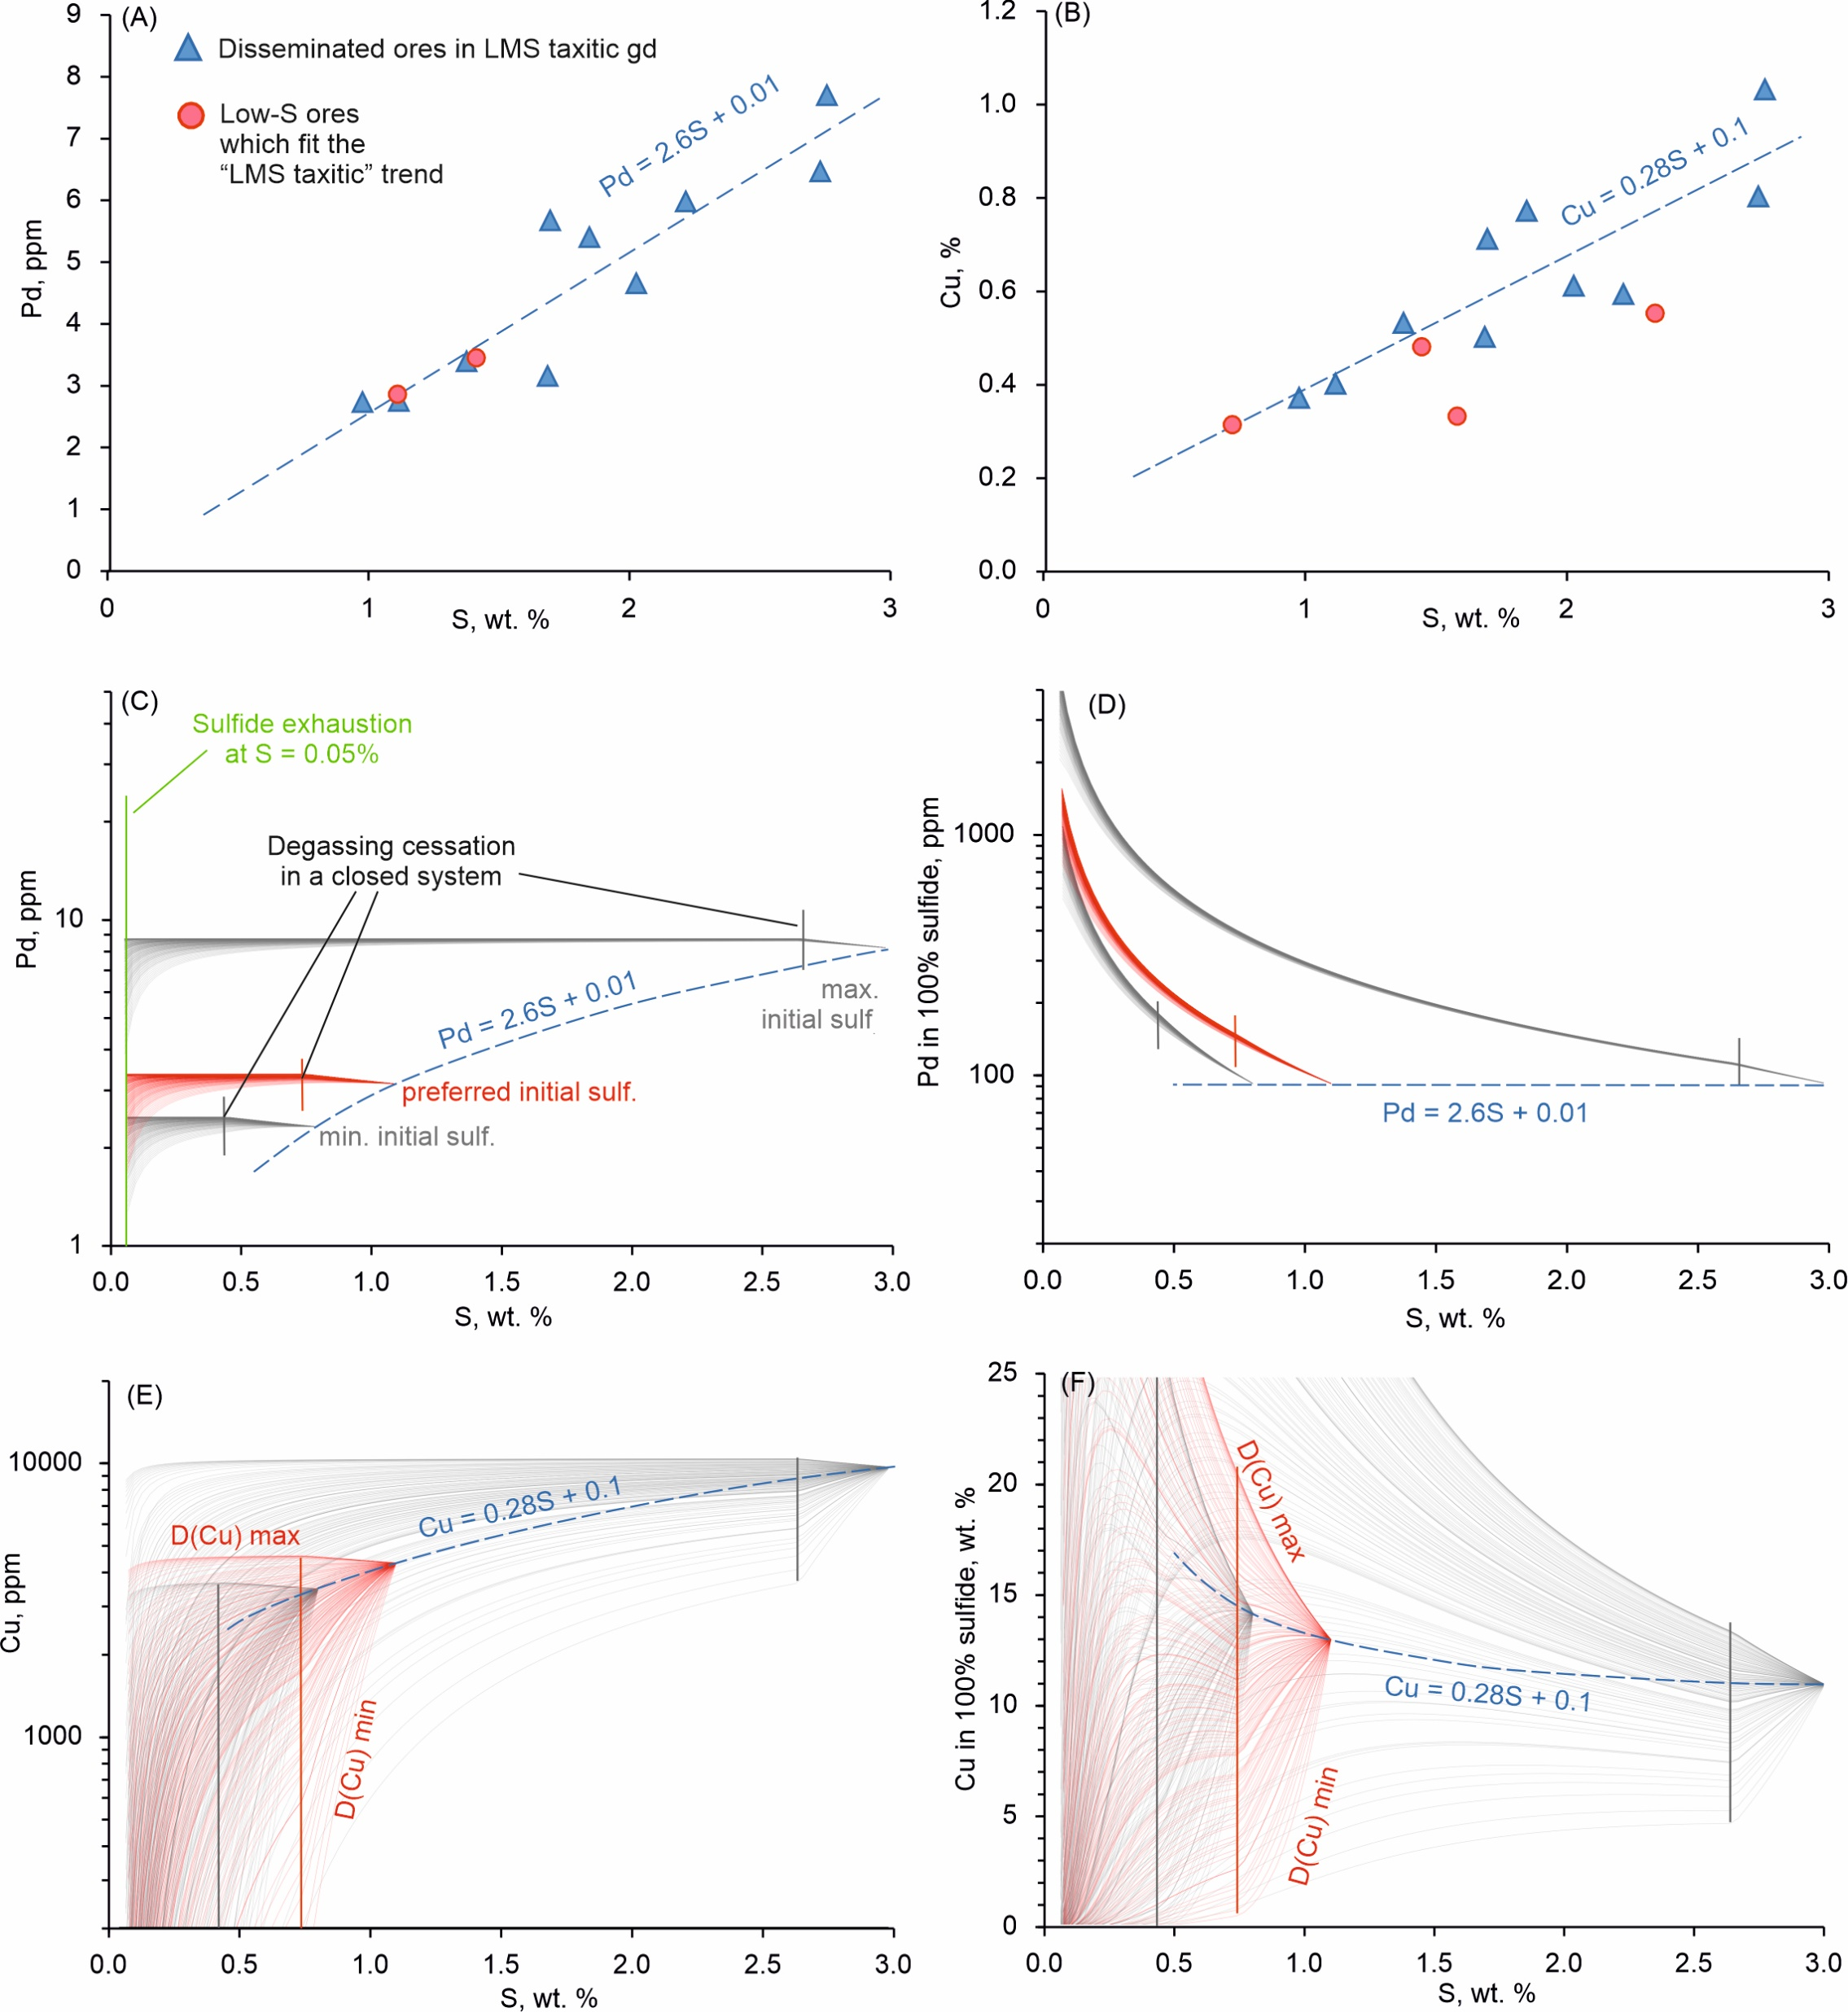 (A)
Disseminated ores in LMS taxitic gd
Low-S ores
which fit the
“LMS taxitic” trend
Pd = 2.6S + 0.01
Pd, ppm
9
8
7
6
5
4
3
2
1
0
0 1 2 3
S, wt. %
(B)
Cu = 0.28S + 0.1
Cu, %
1.2
1.0
0.8
0.6
0.4
0.2
0.0
0 1 2 3
S, wt. %
(C)
Sulfide exhaustion
at S = 0.05%
Degassing cessation
in a closed system
Pd = 2.6S + 0.01
max.
initial sulf.
preferred initial sulf.
min. initial sulf.
Pd, ppm
10
1
0.0 0.5 1.0 1.5 2.0 2.5 3.0
S, wt. %
(D)
Pd in 100% sulfide, ppm
1000
100
Pd = 2.6S + 0.01
0.0 0.5 1.0 1.5 2.0 2.5 3.0
S, wt. %
(E)
Cu = 0.28S + 0.1
D(Cu) max
D(Cu) min
Cu, ppm
10000
1000
0.0 0.5 1.0 1.5 2.0 2.5 3.0
S, wt. %
(F)
D(Cu) max
Cu = 0.28S + 0.1
D(Cu) min
Cu in 100% sulfide, wt. %
25
20
15
10
5
0
0.0 0.5 1.0 1.5 2.0 2.5 3.0
S, wt. %